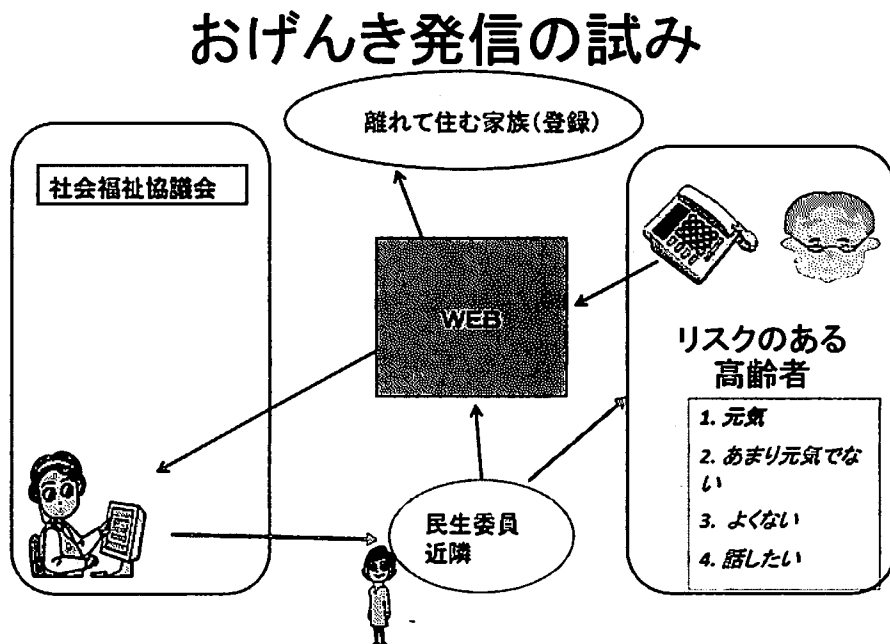 おげんき発信の試み
離れて住む家族(登録)
社会福祉協議会
WEB
リスクのある
高齢者
1. 元気
2. あまり元気でな
い
3. よくない
4. 話したい
民生委員
近隣